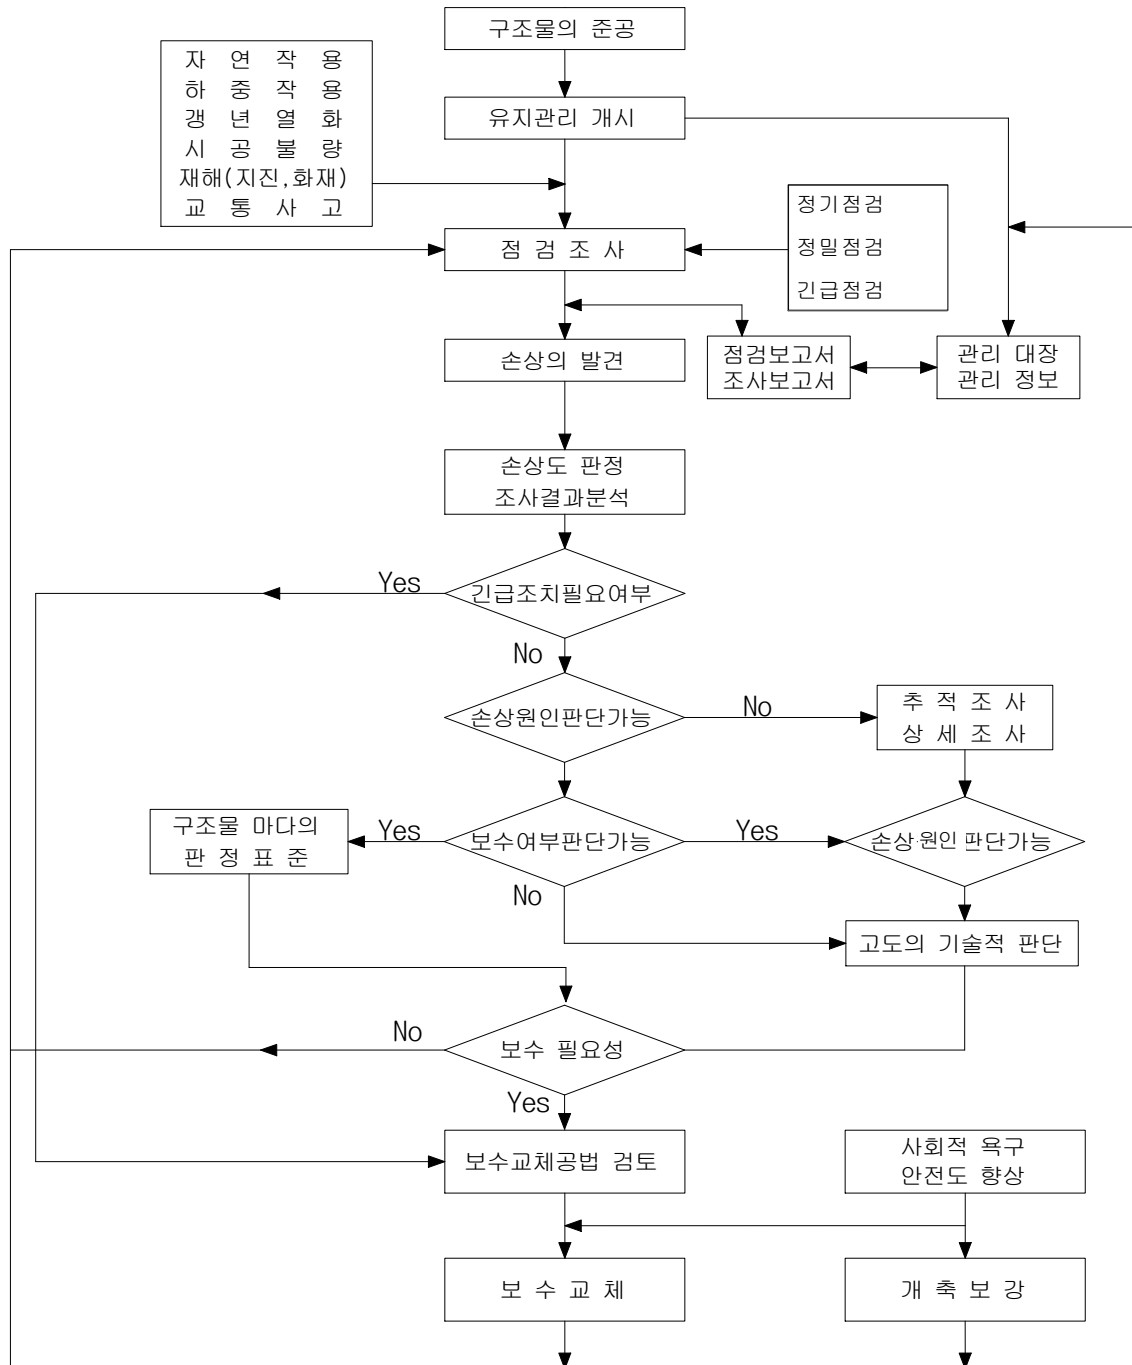 구조물의 준공
자 연 작 용
하 중 작 용
갱 년 열 화
시 공 불 량
재해(지진,화재)
교 통 사 고
유지관리 개시
정기점검
정밀점검
긴급점검
점 검 조 사
손상의 발견
점검보고서
조사보고서
관리 대장
관리 정보
손상도 판정
조사결과분석
Yes
긴급조치필요여부
No
손상원인판단가능
No
추 적 조 사
상 세 조 사
구조물 마다의
판 정 표 준
Yes
보수여부판단가능
Yes
손상원인 판단가능
No
고도의 기술적 판단
No
보수 필요성
Yes
보수교체공법 검토
사회적 욕구
안전도 향상
보 수 교 체
개 축 보 강